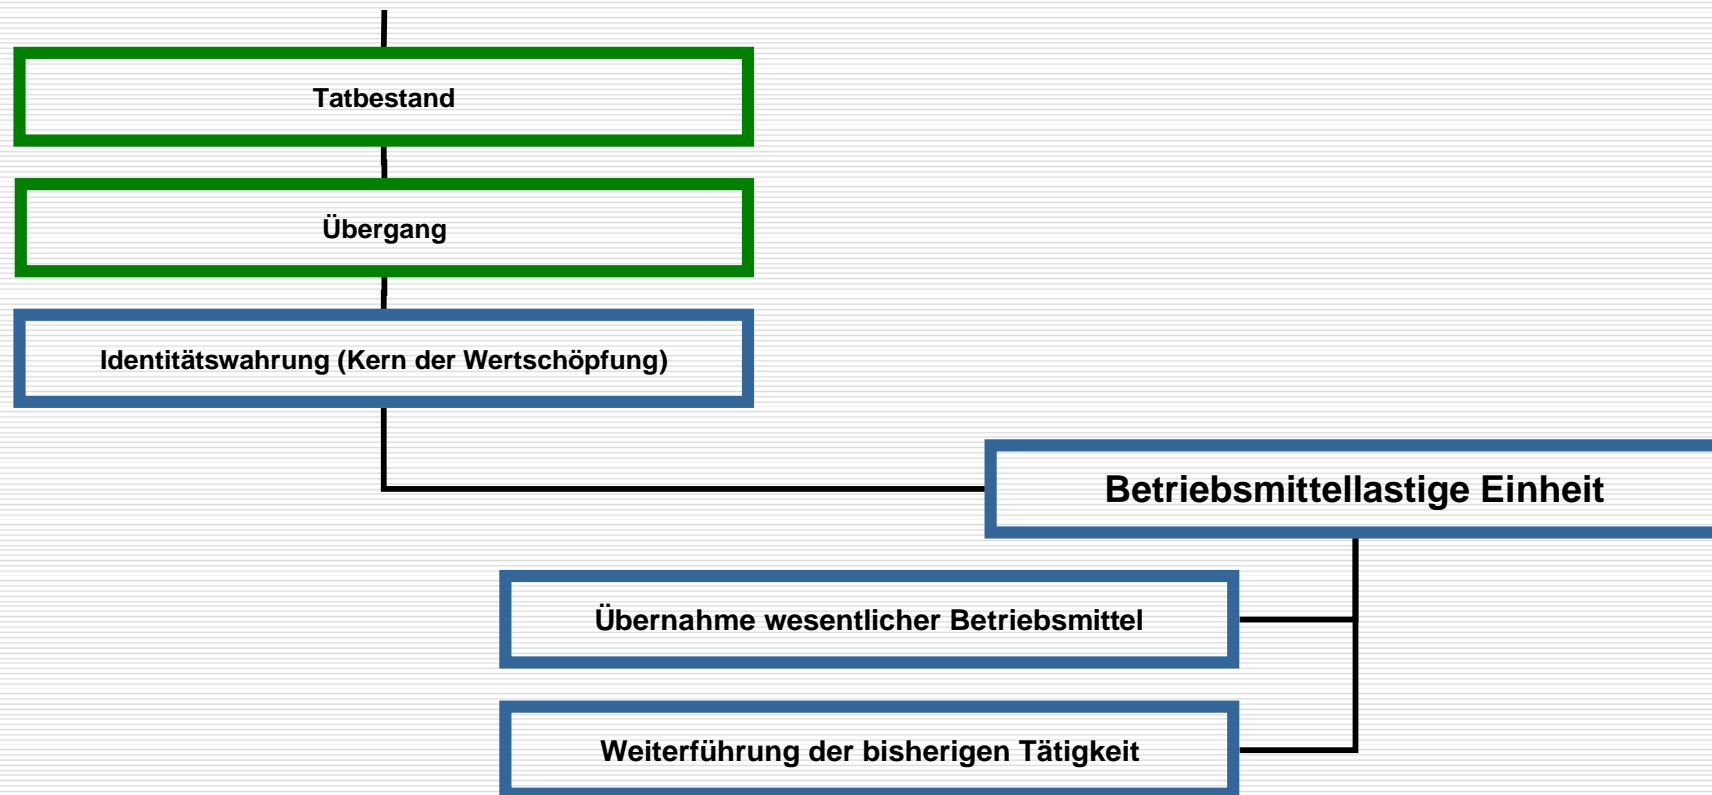 Tatbestand
Übergang
Identitätswahrung (Kern der Wertschöpfung)
Betriebsmittellastige Einheit
Übernahme wesentlicher Betriebsmittel
Weiterführung der bisherigen Tätigkeit